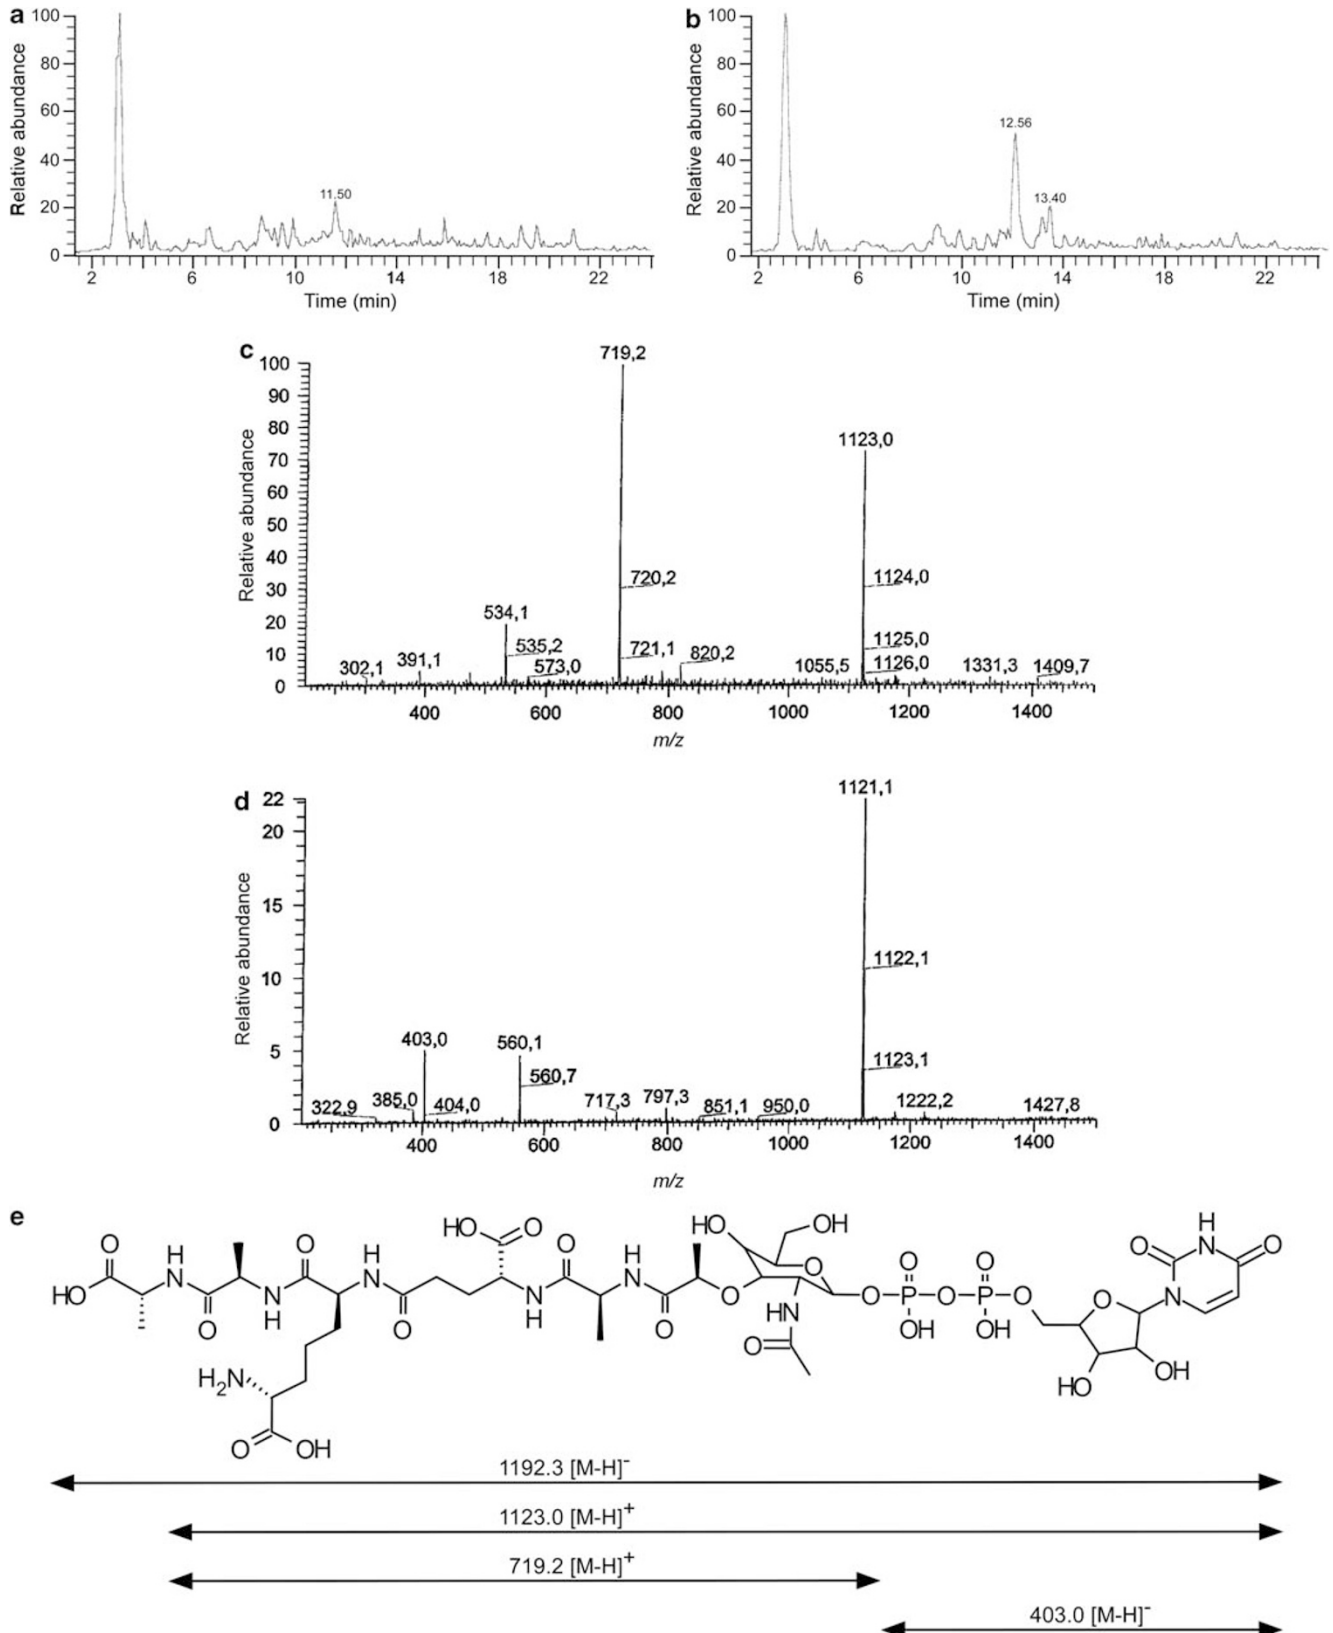 a
100
80
60
40
20
0
Relative abundance
11.50
2 6 10 14 18 22
Time (min)
b
100
80
60
40
20
0
Relative abundance
12.56
13.40
2 6 10 14 18 22
Time (min)
c
100
90
80
70
60
50
40
30
20
10
0
Relative abundance
719,2
1123,0
720,2
1124,0
534,1
535,2
721,1
820,2
1125,0
302,1
391,1
573,0
1055,5
1126,0
1331,3
1409,7
400 600 800 1000 1200 1400
m/z
d
22
20
15
10
5
0
Relative abundance
1121,1
1122,1
403,0
560,1
560,7
1123,1
322,9
385,0
404,0
717,3
797,3
851,1
950,0
1222,2
1427,8
400 600 800 1000 1200 1400
m/z
e
HO O HO OH H
O H O H O H O O O N O
HO N N N N O O P O P O O N
O N H O N H O O HN OH OH
H2N O HO OH
O OH
1192.3 [M-H]-
1123.0 [M-H]+
719.2 [M-H]+
403.0 [M-H]-